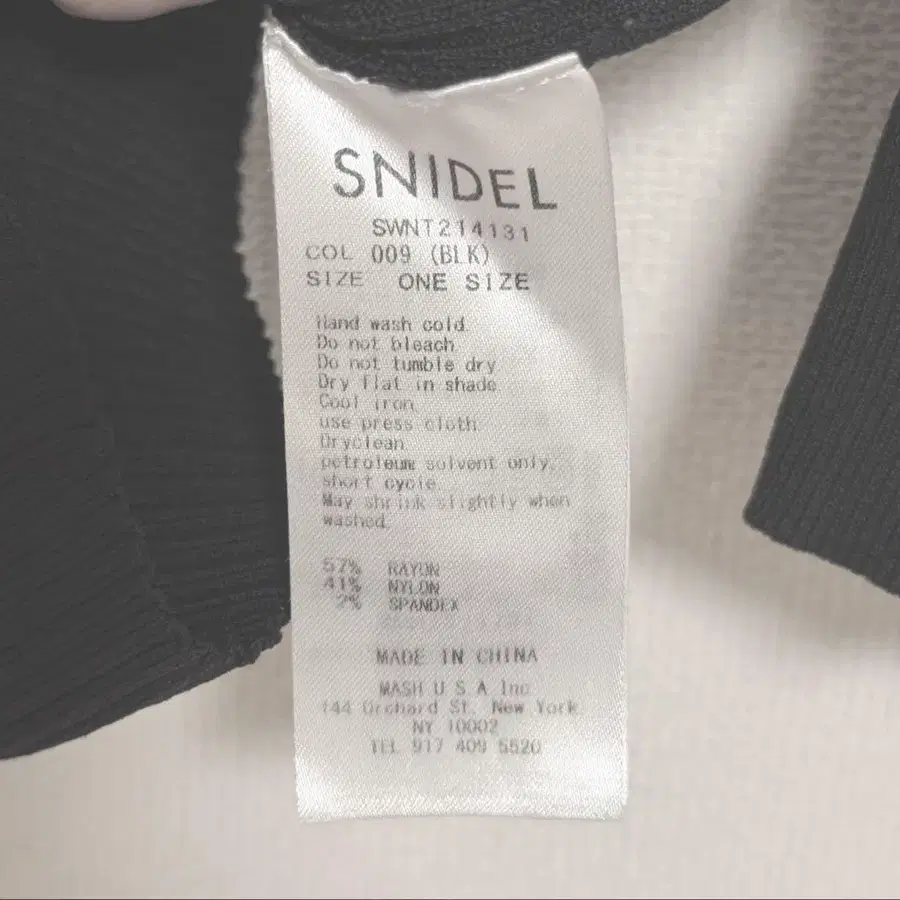 SNIDEL
SWNT214131
COL 009 (BLK)
SIZE ONE SIZE
Hand wash cold.
Do not bleach.
Do not tumble dry
Dry flat in shade
Cool iron.
use press cloth.
Dryclean
petroleum solvent only.
short cycle.
May shrink slightly when
washed.
57% RAYON
41% NYLON
2% SPANDEX
MADE IN CHINA
MASH U S A Inc
144 Orchard St. New York.
NY 10002
TEL 917 409 5520